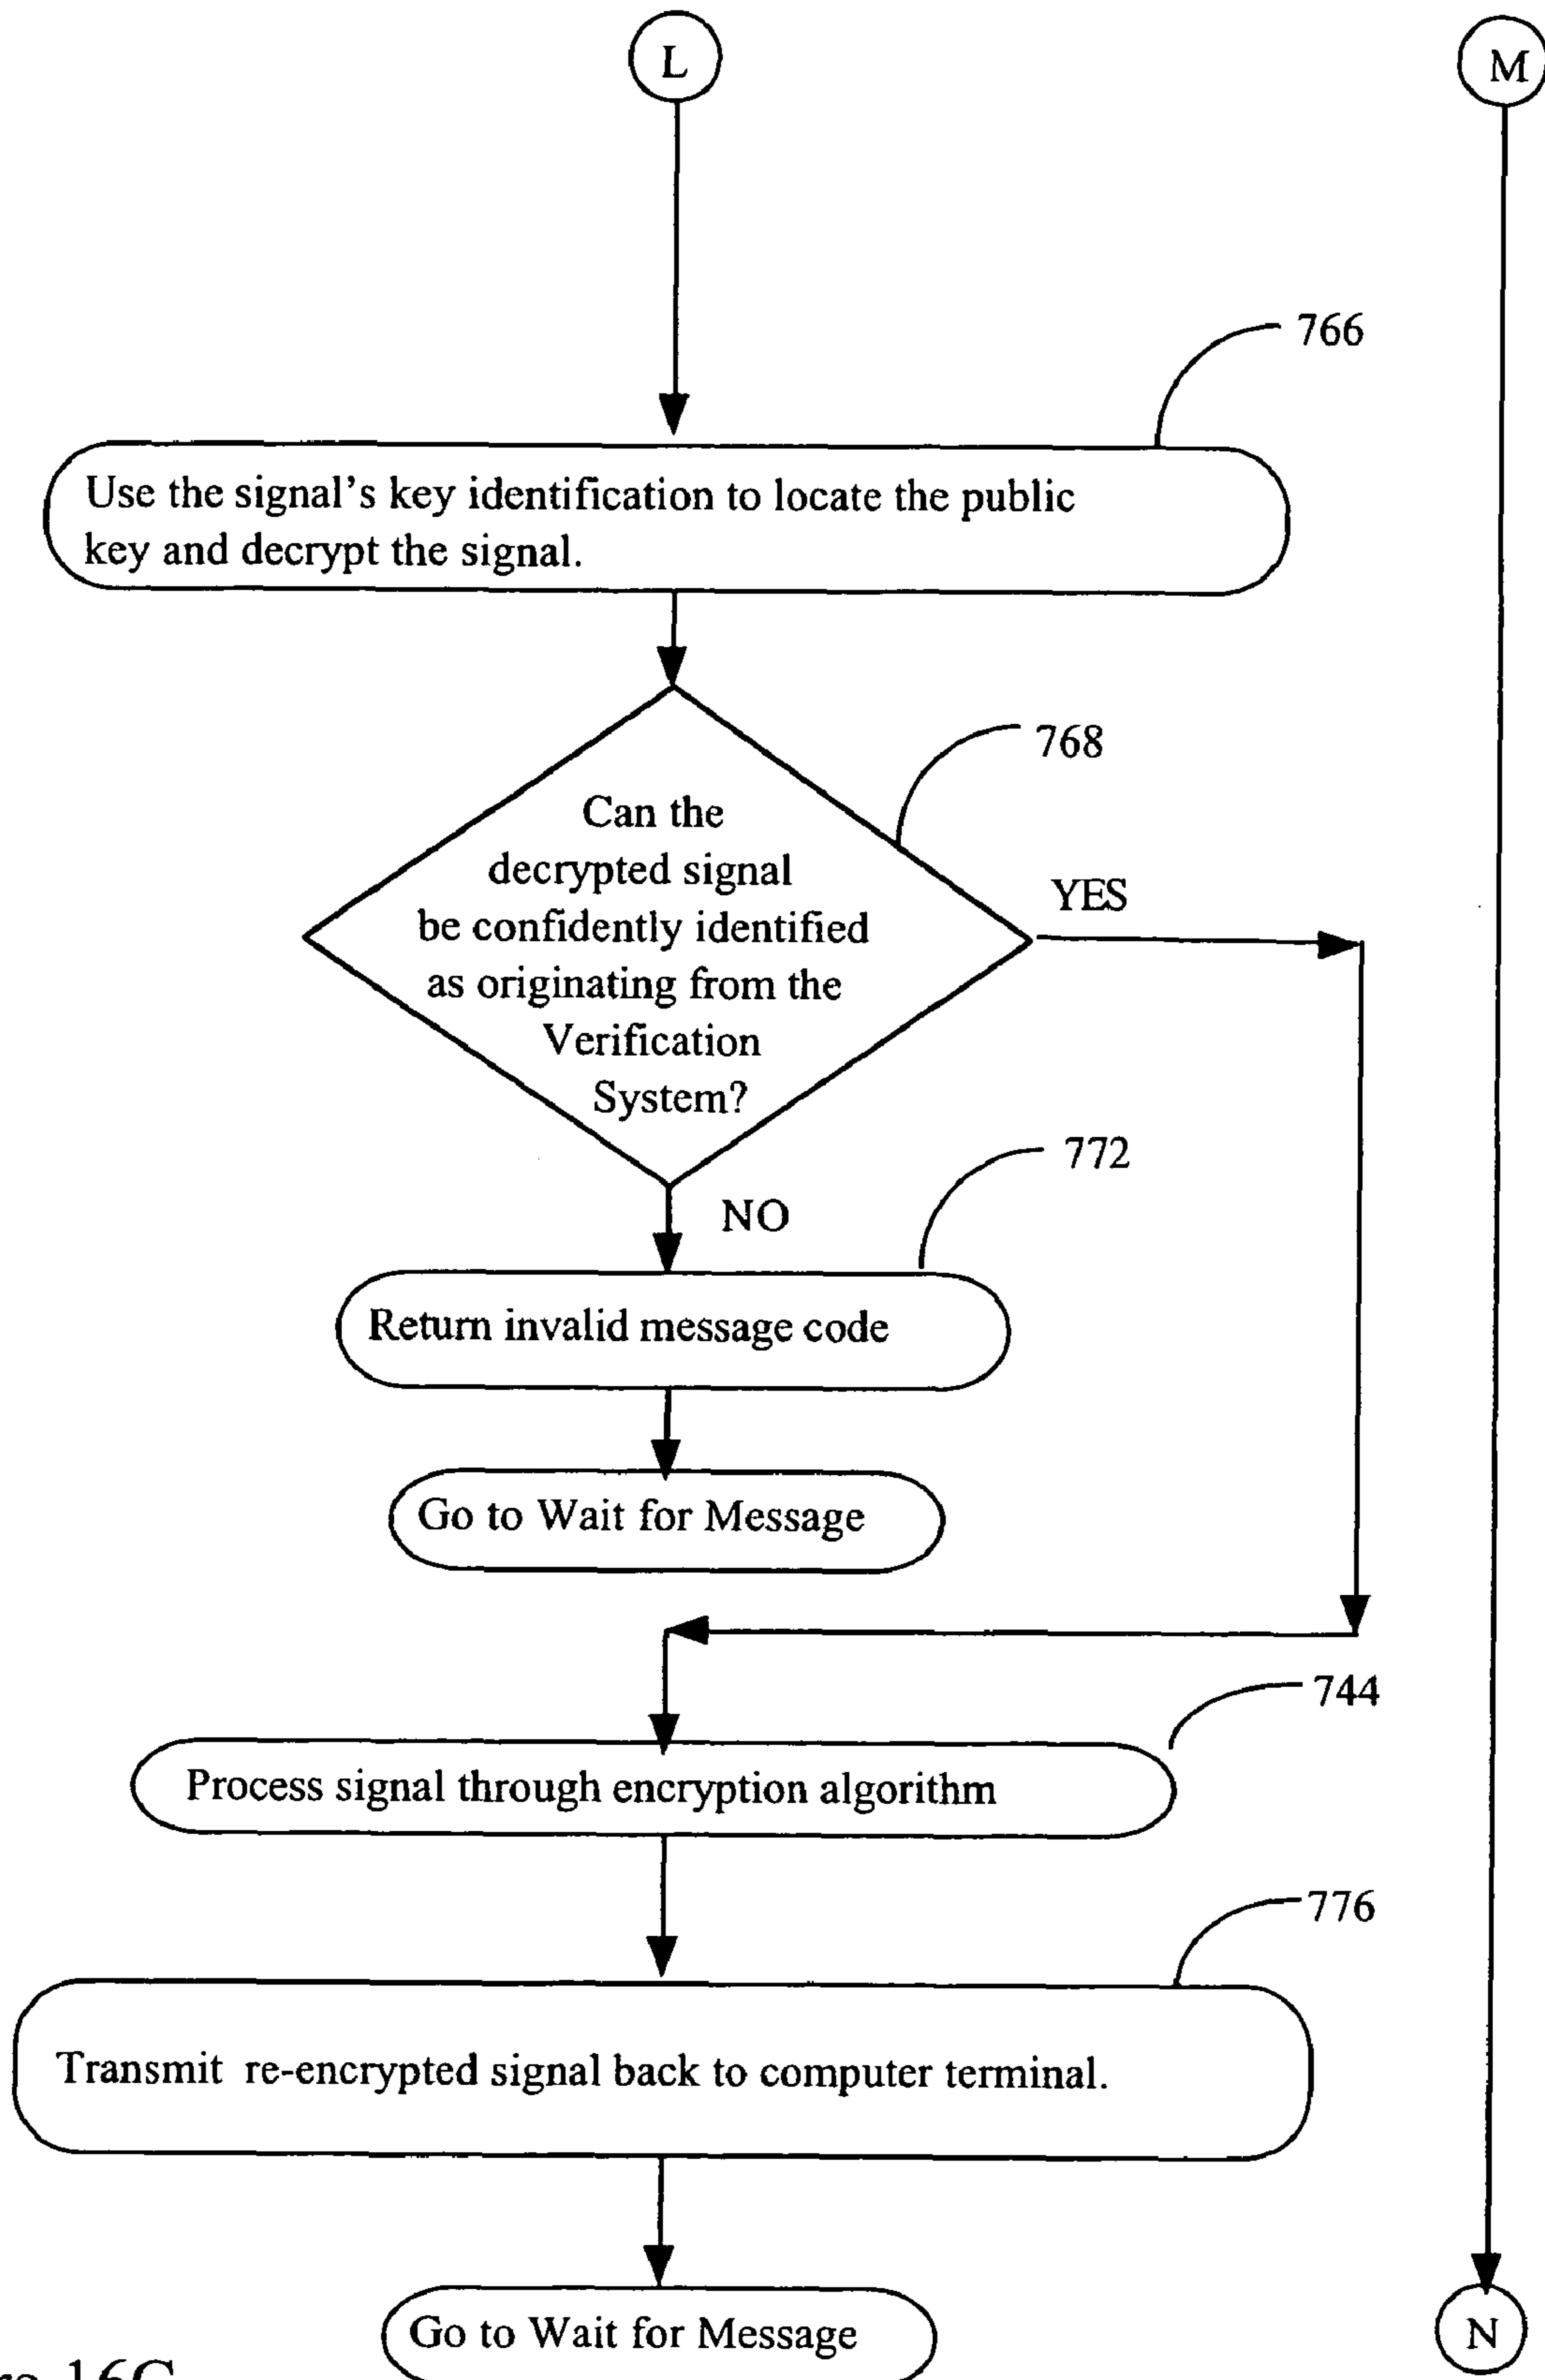 L
M
766
Use the signal's key identification to locate the public
key and decrypt the signal.
768
Can the
decrypted signal
be confidently identified
as originating from the
Verification
System?
YES
772
NO
Return invalid message code
Go to Wait for Message
744
Process signal through encryption algorithm
776
Transmit re-encrypted signal back to computer terminal.
Go to Wait for Message
N